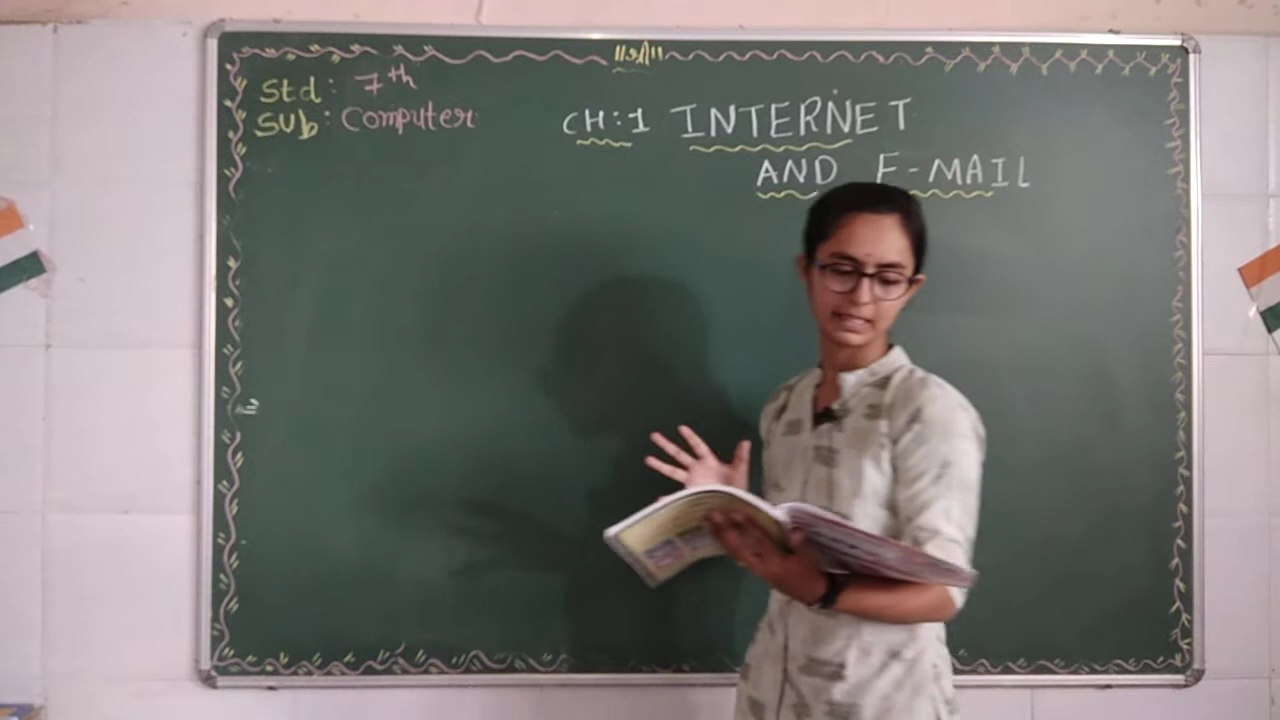 ॥ श्री ॥
Std : 7th
Sub : Computer
CH:1 INTERNET
AND E-MAIL